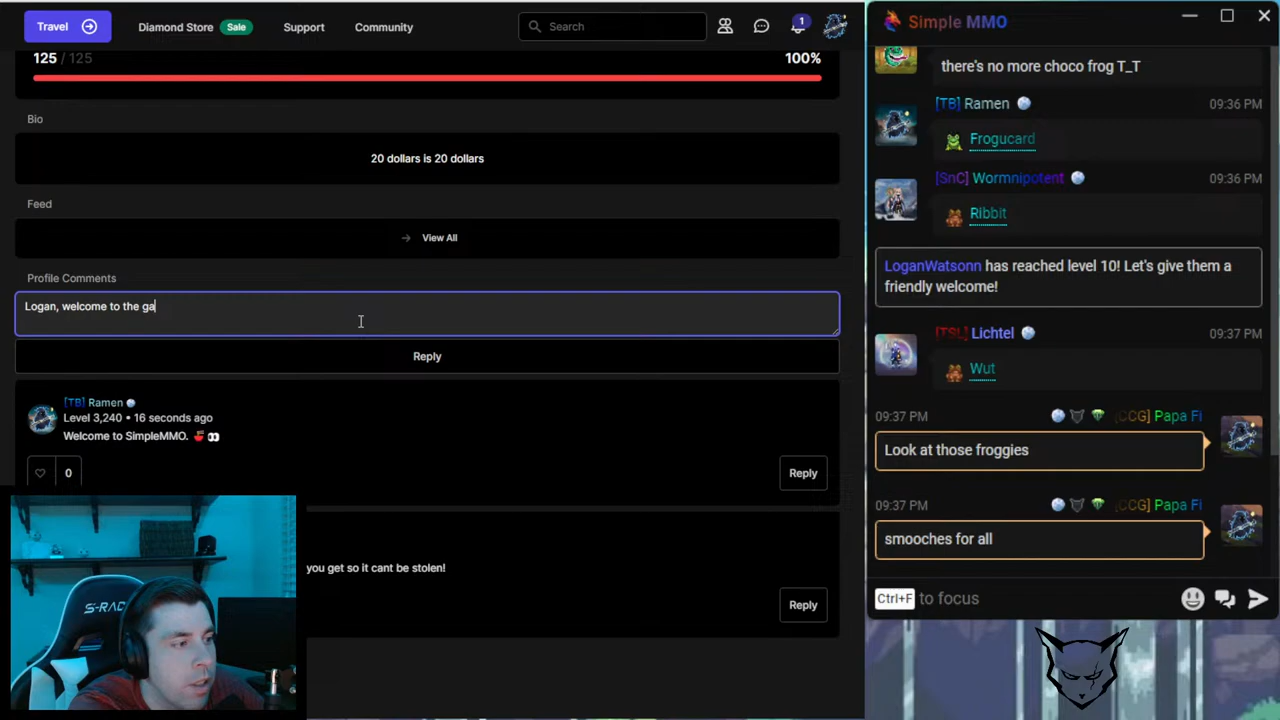 Travel
Diamond Store Sale
Support
Community
Search
1
125 / 125
100%
Bio
20 dollars is 20 dollars
Feed
View All
Profile Comments
Logan, welcome to the ga
Reply
[TB] Ramen
Level 3,240 • 16 seconds ago
Welcome to SimpleMMO. 🍜 👀
0
Reply
you get so it cant be stolen!
Reply
S-RAC
Simple MMO
there's no more choco frog T_T
[TB] Ramen 09:36 PM
Frogucard
[SnC] Wormnipotent 09:36 PM
Ribbit
LoganWatsonn has reached level 10! Let's give them a
friendly welcome!
[TSL] Lichtel 09:37 PM
Wut
09:37 PM [CCG] Papa Fi
Look at those froggies
09:37 PM [CCG] Papa Fi
smooches for all
Ctrl+F to focus